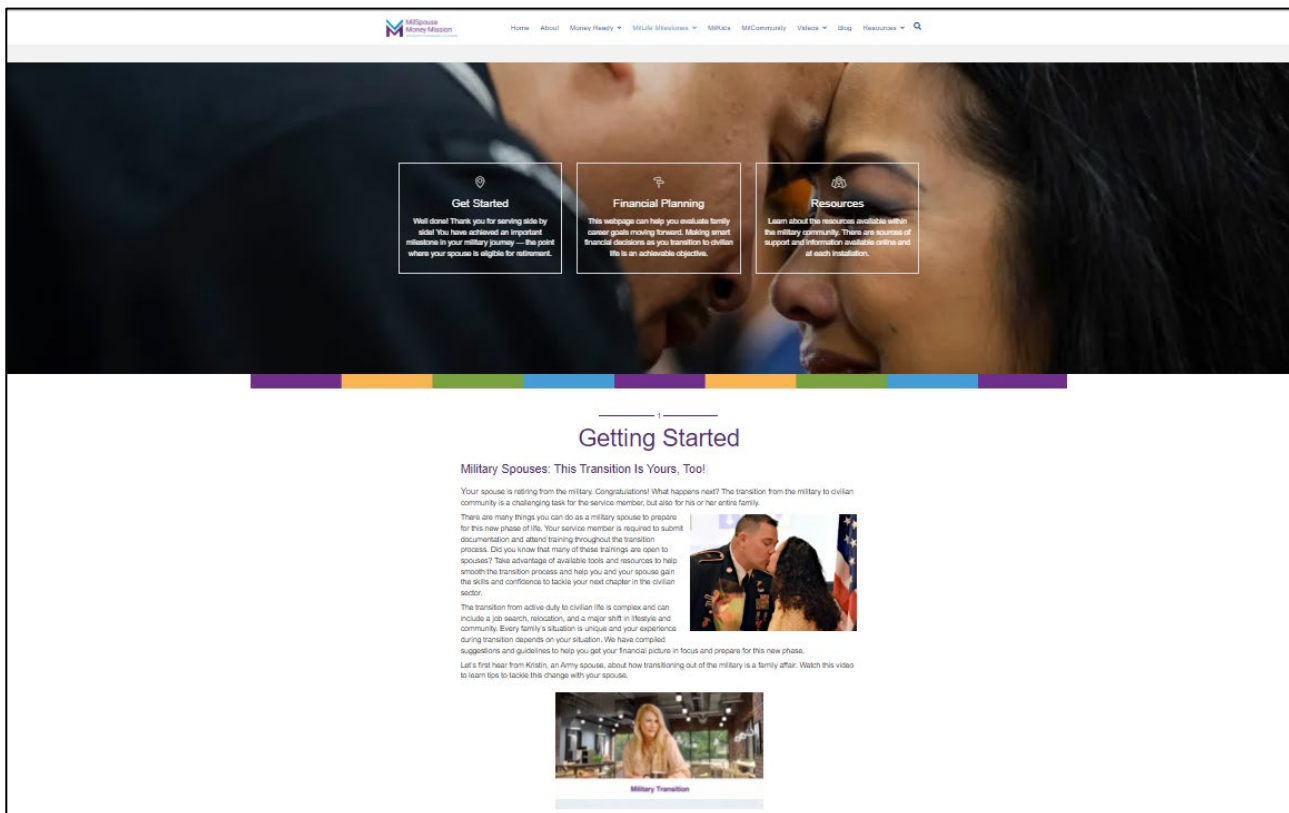 MilSpouse
Money Mission
Home About Money Ready MilLife Milestones MilKids MilCommunity Videos Blog Resources
Get Started
Well done! Thank you for serving side by
side! You have achieved an important
milestone in your military journey — the point
where your spouse is eligible for retirement.
Financial Planning
This webpage can help you evaluate family
career goals moving forward. Making smart
financial decisions as you transition to civilian
life is an achievable objective.
Resources
Learn about the resources available within
the military community. There are sources of
support and information available online and
at each installation.
1
Getting Started
Military Spouses: This Transition Is Yours, Too!
Your spouse is retiring from the military. Congratulations! What happens next? The transition from the military to civilian
community is a challenging task for the service member, but also for his or her entire family.
There are many things you can do as a military spouse to prepare
for this new phase of life. Your service member is required to submit
documentation and attend training throughout the transition
process. Did you know that many of these trainings are open to
spouses? Take advantage of available tools and resources to help
smooth the transition process and help you and your spouse gain
the skills and confidence to tackle your next chapter in the civilian
sector.
The transition from active duty to civilian life is complex and can
include a job search, relocation, and a major shift in lifestyle and
community. Every family's situation is unique and your experience
during transition depends on your situation. We have compiled
suggestions and guidelines to help you get your financial picture in focus and prepare for this new phase.
Let's first hear from Kristin, an Army spouse, about how transitioning out of the military is a family affair. Watch this video
to learn tips to tackle this change with your spouse.
Military Transition